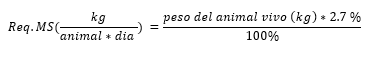 Req. MS(kg/animal * dia) = peso del animal vivo (kg) * 2.7 % / 100%